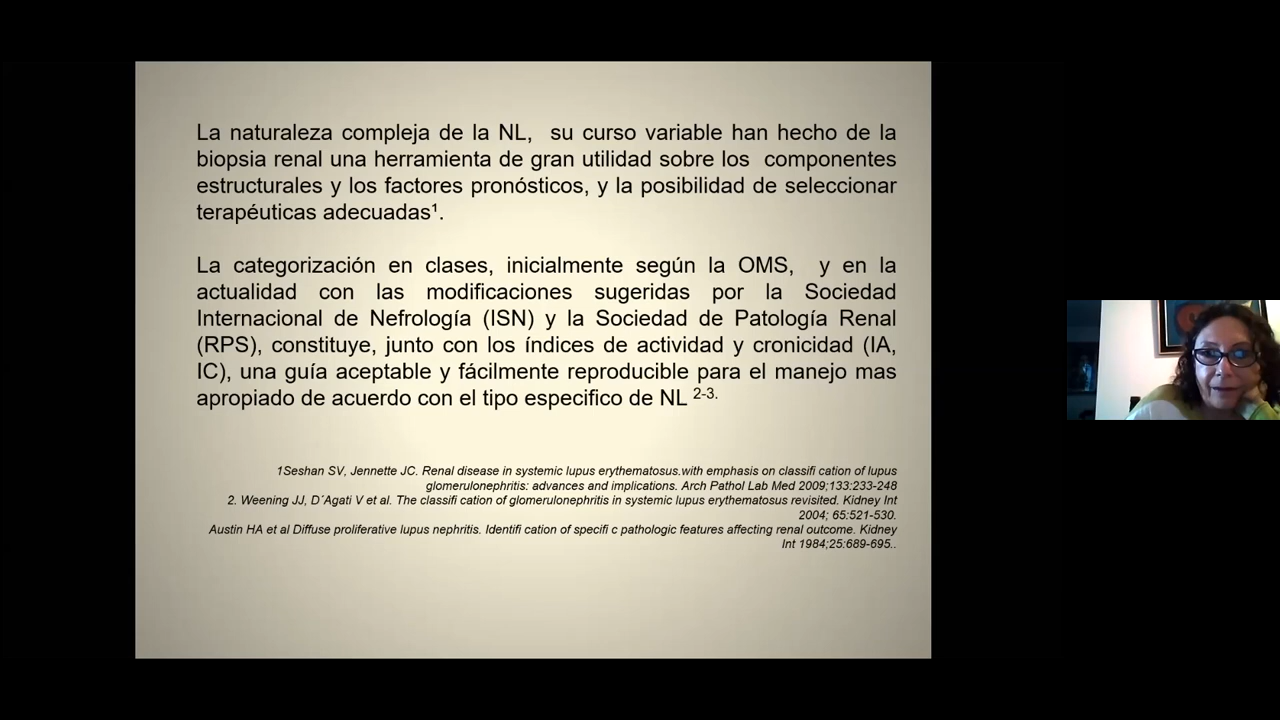 La naturaleza compleja de la NL, su curso variable han hecho de la
biopsia renal una herramienta de gran utilidad sobre los componentes
estructurales y los factores pronósticos, y la posibilidad de seleccionar
terapéuticas adecuadas¹.
La categorización en clases, inicialmente según la OMS, y en la
actualidad con las modificaciones sugeridas por la Sociedad
Internacional de Nefrología (ISN) y la Sociedad de Patología Renal
(RPS), constituye, junto con los índices de actividad y cronicidad (IA,
IC), una guía aceptable y fácilmente reproducible para el manejo mas
apropiado de acuerdo con el tipo especifico de NL 2-3.
1Seshan SV, Jennette JC. Renal disease in systemic lupus erythematosus.with emphasis on classifi cation of lupus
glomerulonephritis: advances and implications. Arch Pathol Lab Med 2009;133:233-248
2. Weening JJ, D´Agati V et al. The classifi cation of glomerulonephritis in systemic lupus erythematosus revisited. Kidney Int
2004; 65:521-530.
Austin HA et al Diffuse proliferative lupus nephritis. Identifi cation of specifi c pathologic features affecting renal outcome. Kidney
Int 1984;25:689-695..